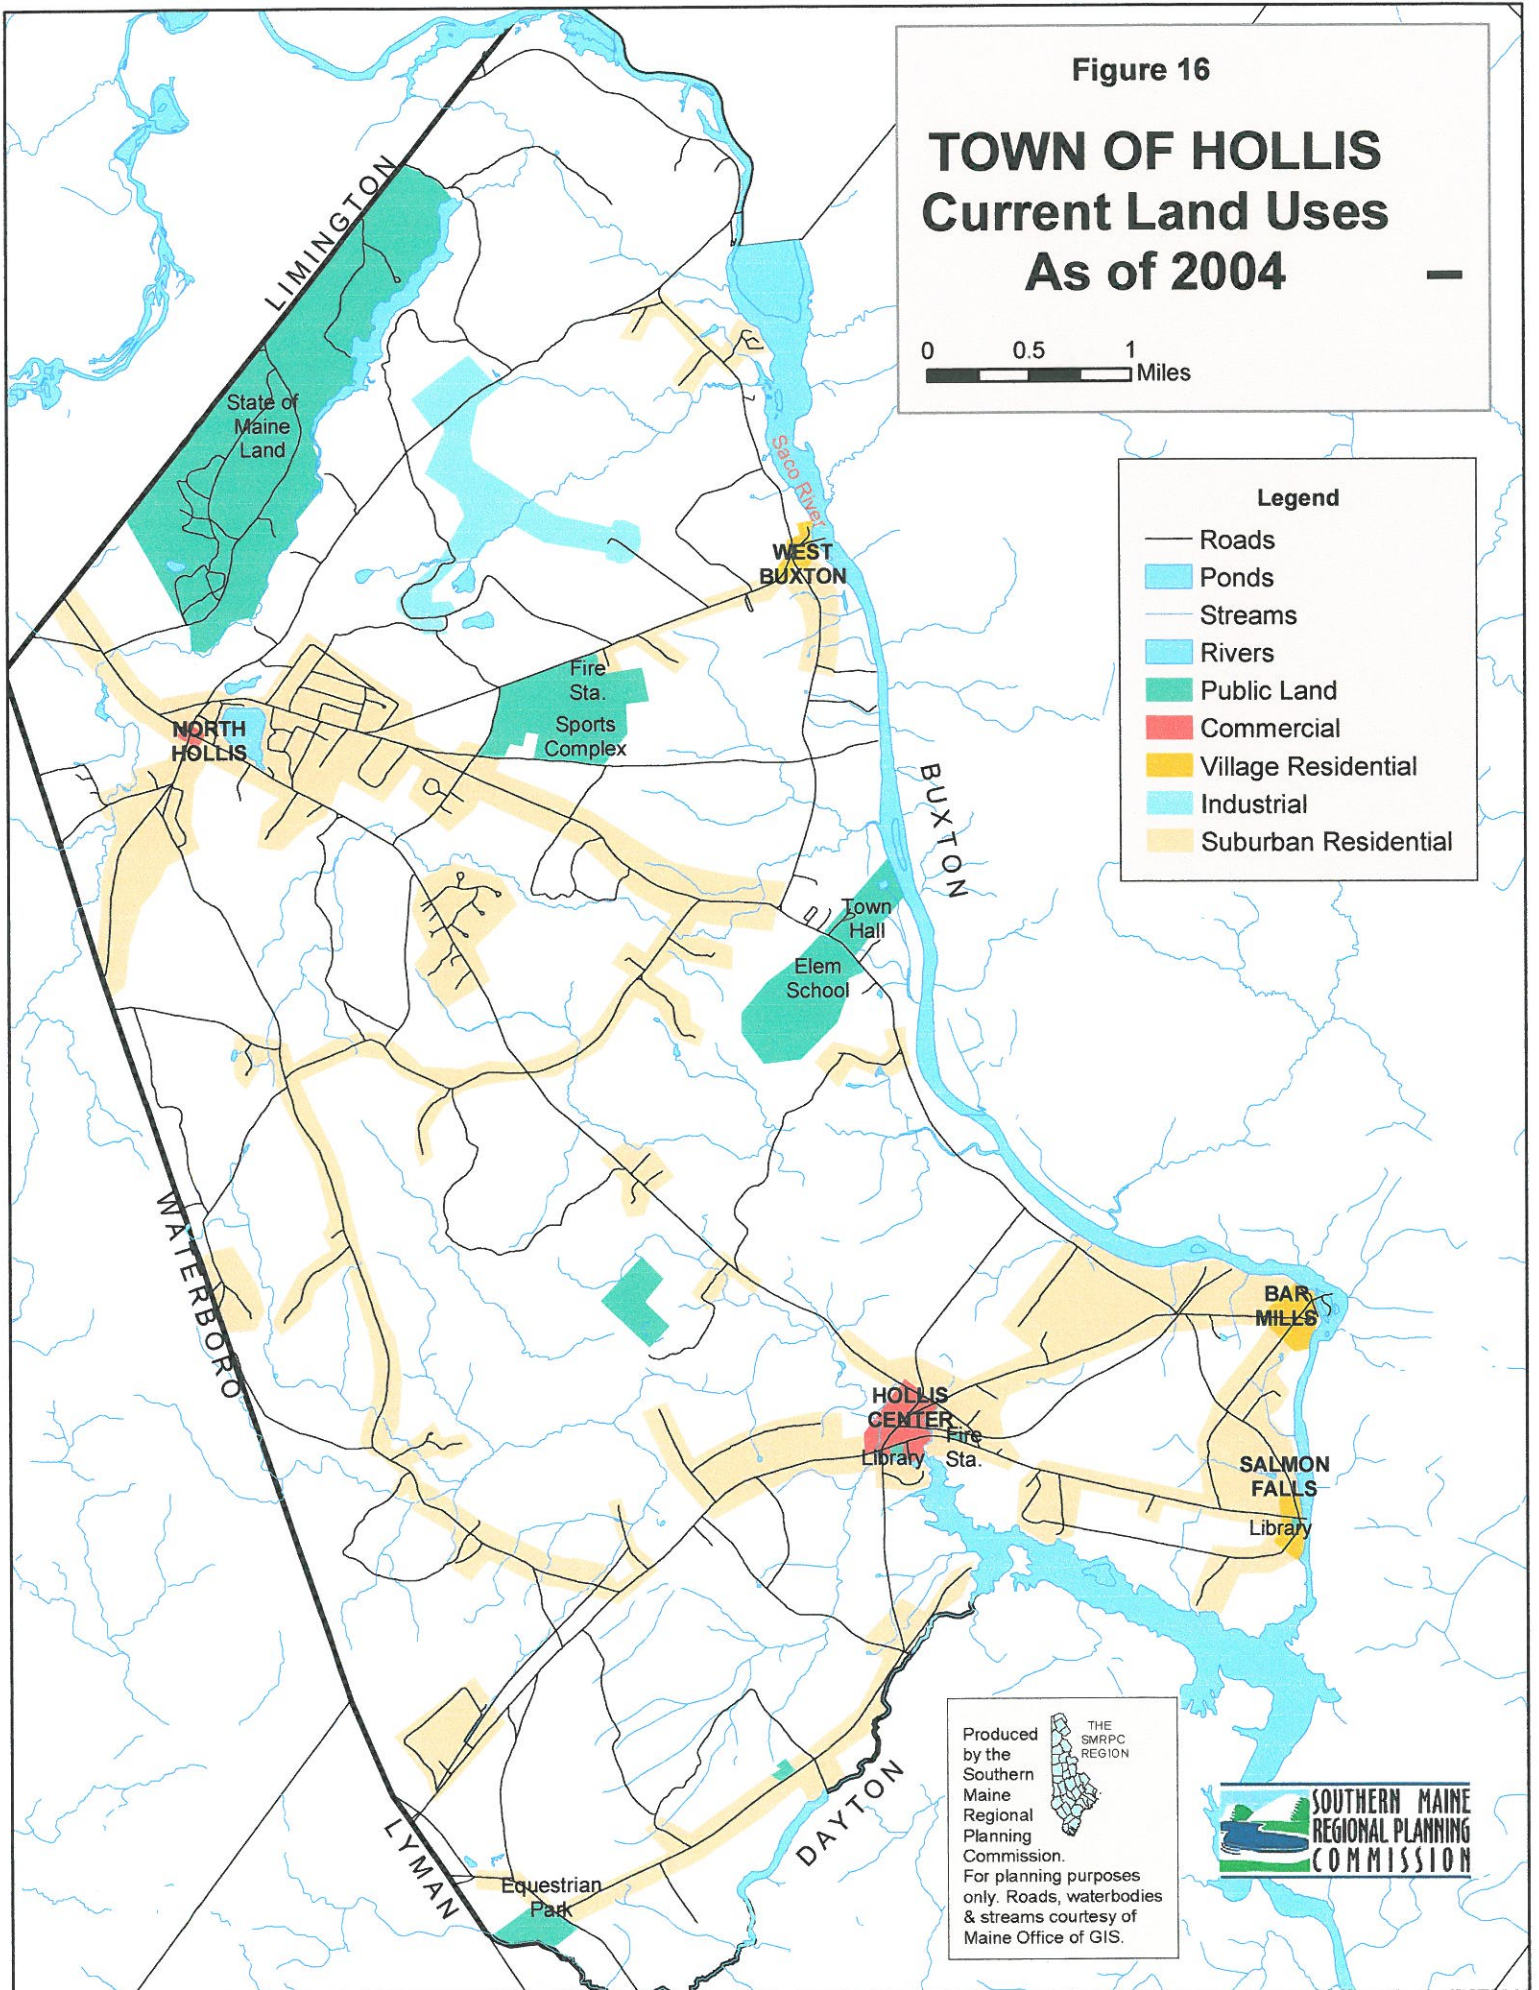 Figure 16
TOWN OF HOLLIS
Current Land Uses
As of 2004
0 0.5 1
Miles
Legend
Roads
Ponds
Streams
Rivers
Public Land
Commercial
Village Residential
Industrial
Suburban Residential
LIMINGTON
State of
Maine
Land
Saco River
WEST
BUXTON
Fire
Sta.
Sports
Complex
NORTH
HOLLIS
BUXTON
Town
Hall
Elem
School
WATERBORO
BAR
MILLS
HOLLIS
CENTER
Fire
Sta.
Library
SALMON
FALLS
Library
DAYTON
LYMAN
Equestrian
Park
Produced
by the
Southern
Maine
Regional
Planning
Commission.
For planning purposes
only. Roads, waterbodies
& streams courtesy of
Maine Office of GIS.
THE
SMRPC
REGION
SOUTHERN MAINE
REGIONAL PLANNING
COMMISSION